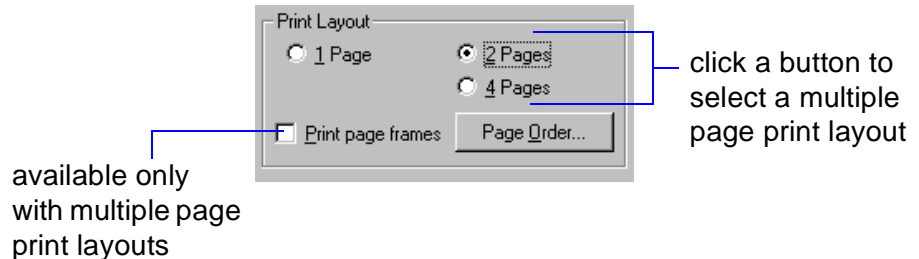 Print Layout
1 Page
2 Pages
4 Pages
Print page frames
Page Order...
click a button to
select a multiple
page print layout
available only
with multiple page
print layouts